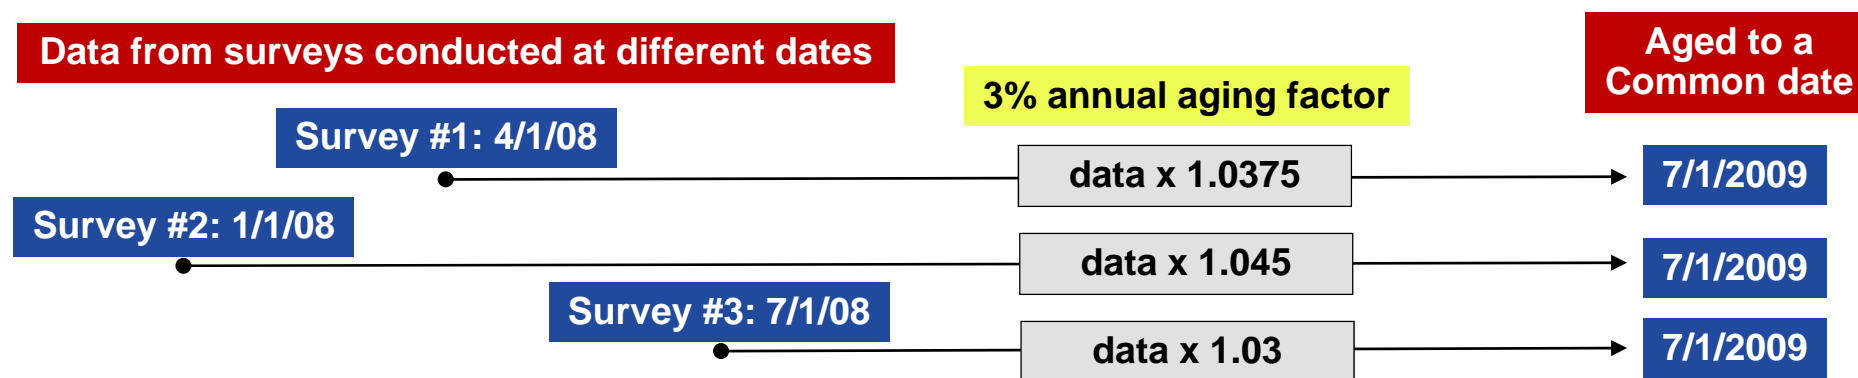 Data from surveys conducted at different dates
Aged to a
Common date
3% annual aging factor
Survey #1: 4/1/08
data x 1.0375
7/1/2009
Survey #2: 1/1/08
data x 1.045
7/1/2009
Survey #3: 7/1/08
data x 1.03
7/1/2009